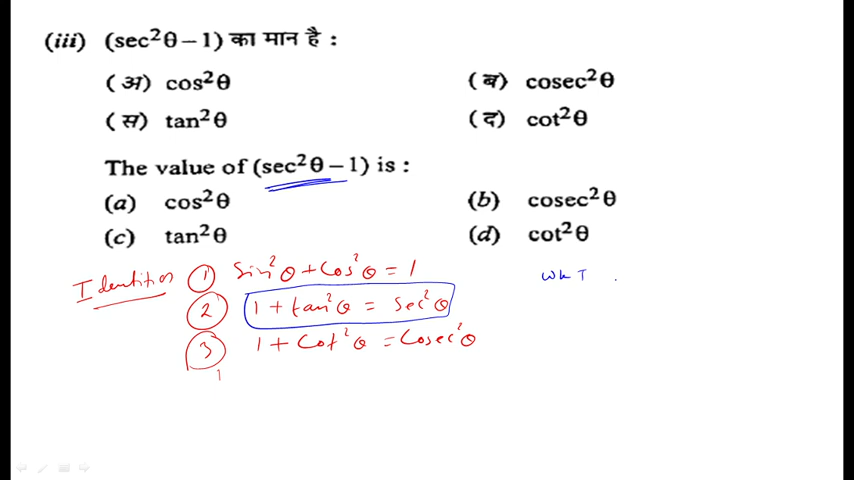 (iii) (sec²θ – 1) का मान है :
(अ) cos²θ (ब) cosec²θ
(स) tan²θ (द) cot²θ
The value of (sec²θ – 1) is :
(a) cos²θ (b) cosec²θ
(c) tan²θ (d) cot²θ
Identities ① Sin²θ + Cos²θ = 1
WKT
② 1 + tan²θ = Sec²θ
③ 1 + Cot²θ = Cosec²θ